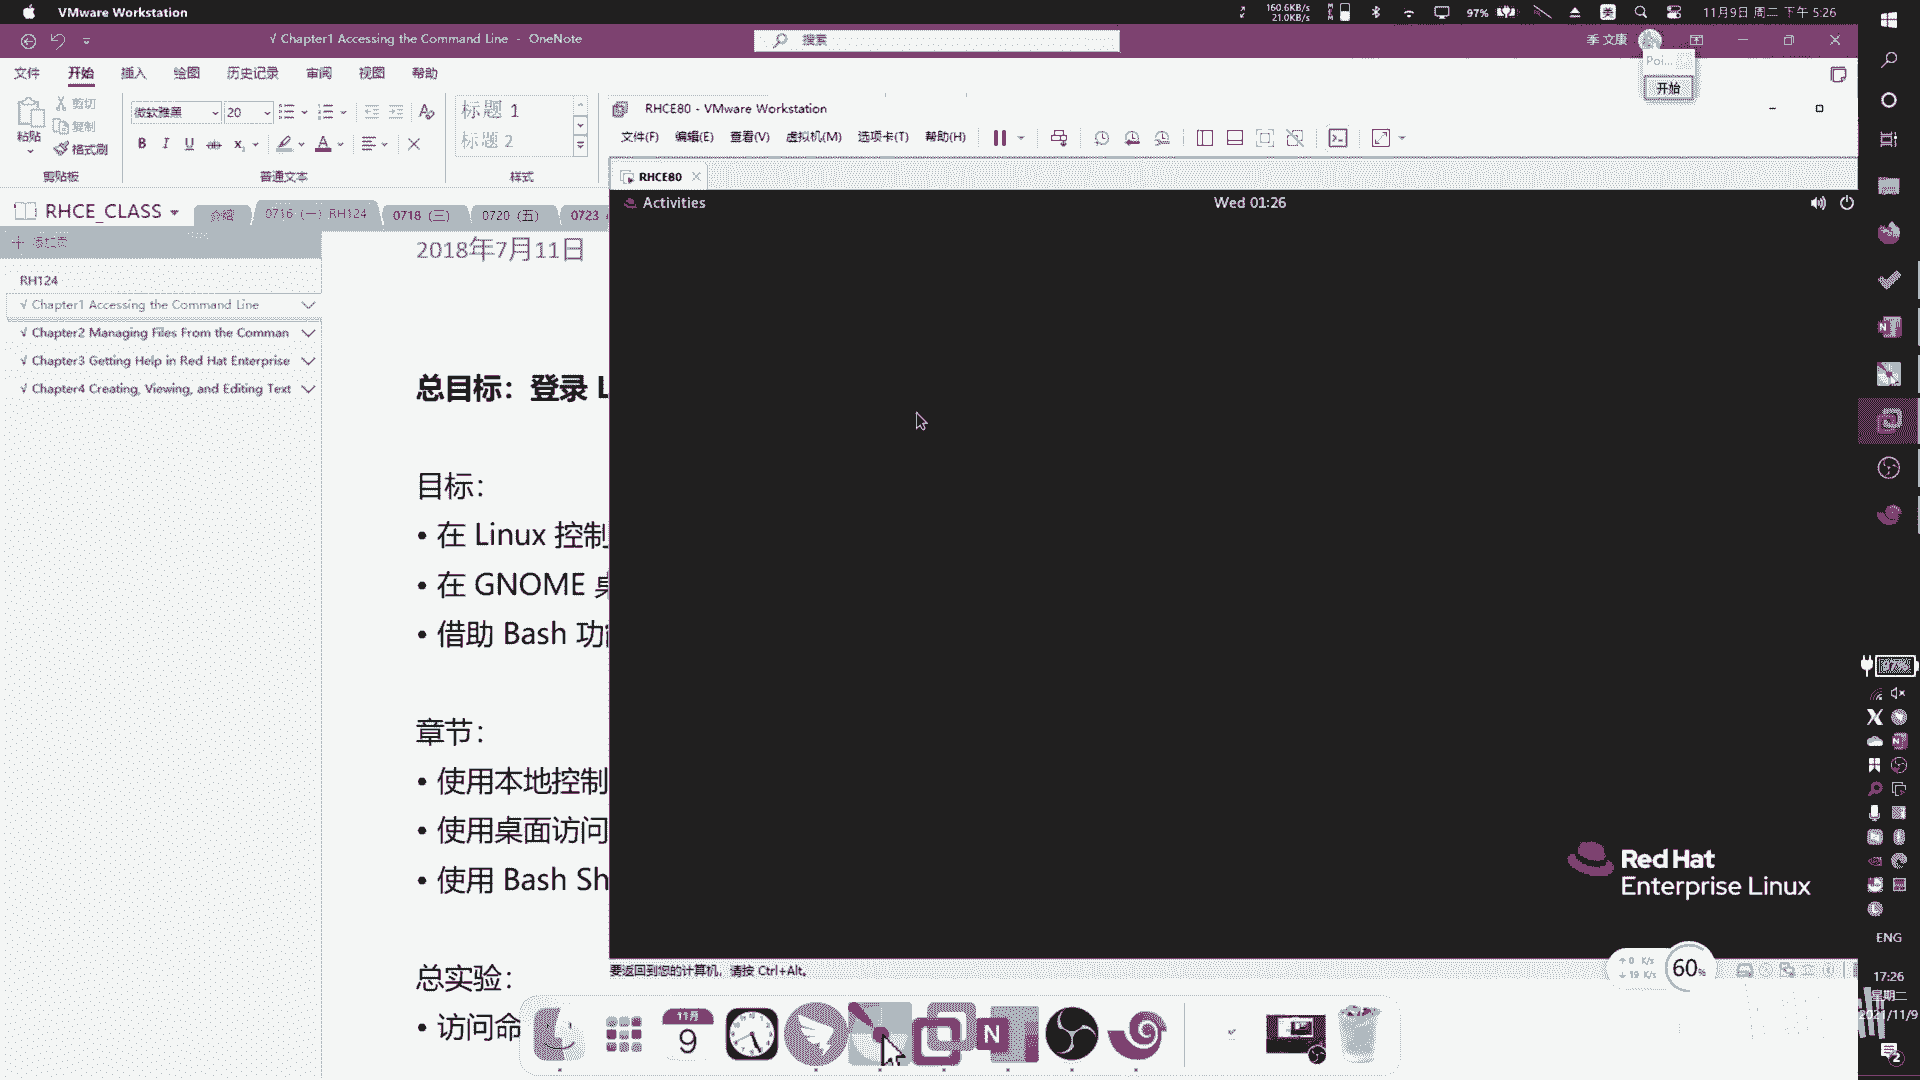 VMware Workstation
160.6KB/s
21.0KB/s
97%
美
11月9日 周二 下午 5:26
√ Chapter1 Accessing the Command Line - OneNote
搜索
季 文康
文件 开始 插入 绘图 历史记录 审阅 视图 帮助
Poi...
开始
粘贴
剪切
复制
格式刷
剪贴板
微软雅黑 20
B I U ab x
普通文本
标题 1
标题 2
样式
RHCE80 - VMware Workstation
文件(F) 编辑(E) 查看(V) 虚拟机(M) 选项卡(T) 帮助(H)
RHCE80
Activities
Wed 01:26
RHCE_CLASS
介绍
0716（一）RH124
0718（三）
0720（五）
0723
添加页
RH124
√ Chapter1 Accessing the Command Line
√ Chapter2 Managing Files From the Comman
√ Chapter3 Getting Help in Red Hat Enterprise
√ Chapter4 Creating, Viewing, and Editing Text
2018年7月11日
总目标：登录 L
目标：
• 在 Linux 控制
• 在 GNOME 桌
• 借助 Bash 功能
章节：
• 使用本地控制
• 使用桌面访问
• 使用 Bash Sh
总实验：
• 访问命
Red Hat
Enterprise Linux
要返回到您的计算机，请按 Ctrl+Alt。
↑0 K/s
↓19 K/s
60%
11月
9
N
97%
ENG
17:26
星期二
2021/11/9
2